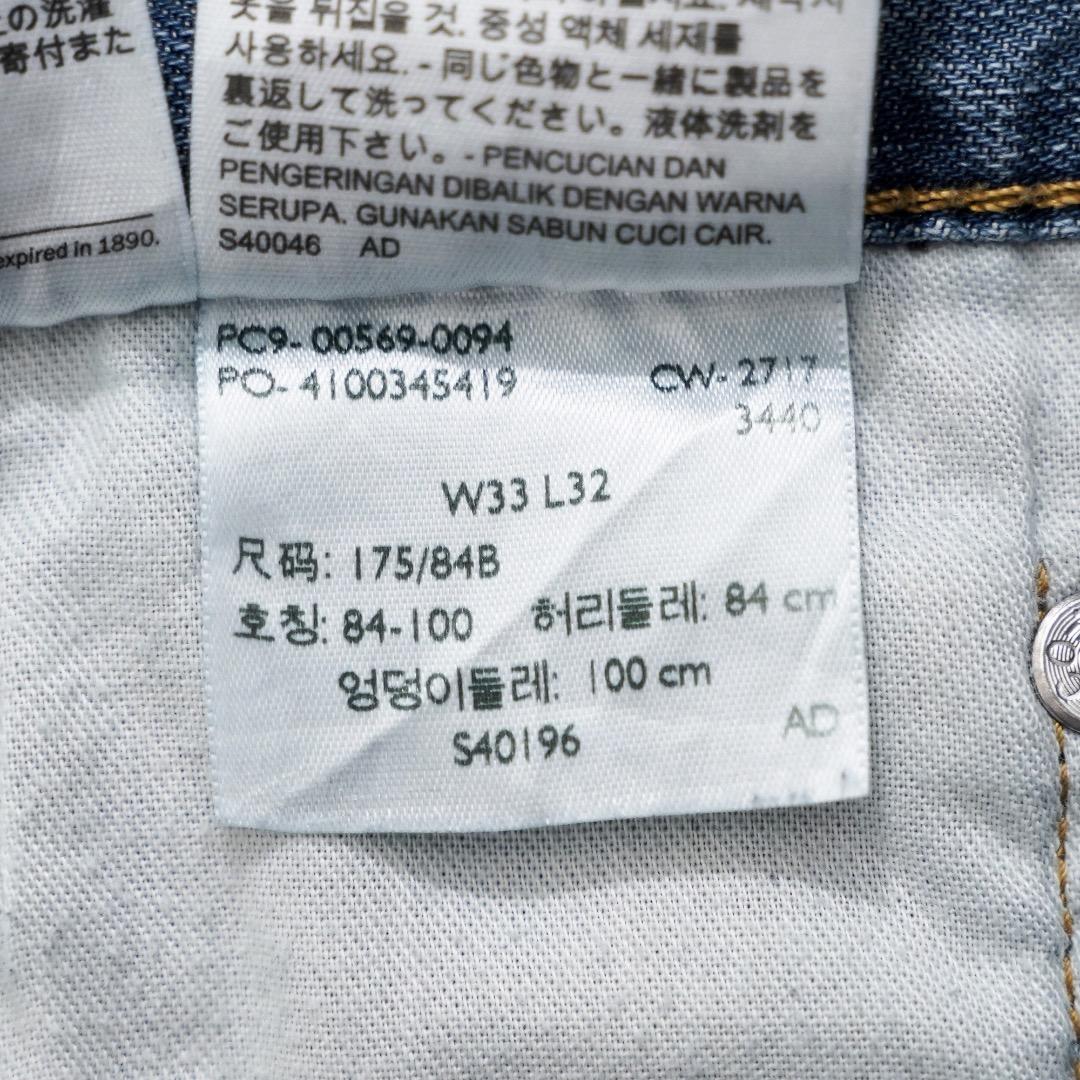 の洗濯
寄付また
expired in 1890.
옷을 뒤집을 것. 중성 액체 세제를
사용하세요. - 同じ色物と一緒に製品を
裏返して洗ってください。液体洗剤を
ご使用下さい。- PENCUCIAN DAN
PENGERINGAN DIBALIK DENGAN WARNA
SERUPA. GUNAKAN SABUN CUCI CAIR.
S40046 AD
PC9- 00569-0094
PO- 4100345419 CW- 2717
3440
W33 L32
尺码: 175/84B
호칭: 84-100 허리둘레: 84 cm
엉덩이둘레: 100 cm
S40196 AD